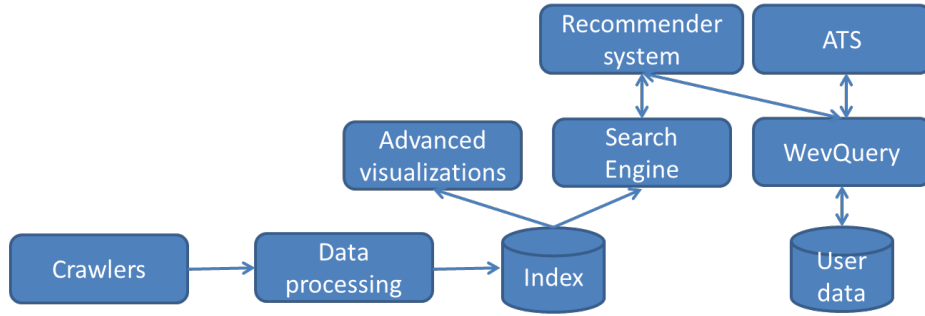 Recommender
system
ATS
Advanced
visualizations
Search
Engine
WevQuery
Crawlers
Data
processing
Index
User
data